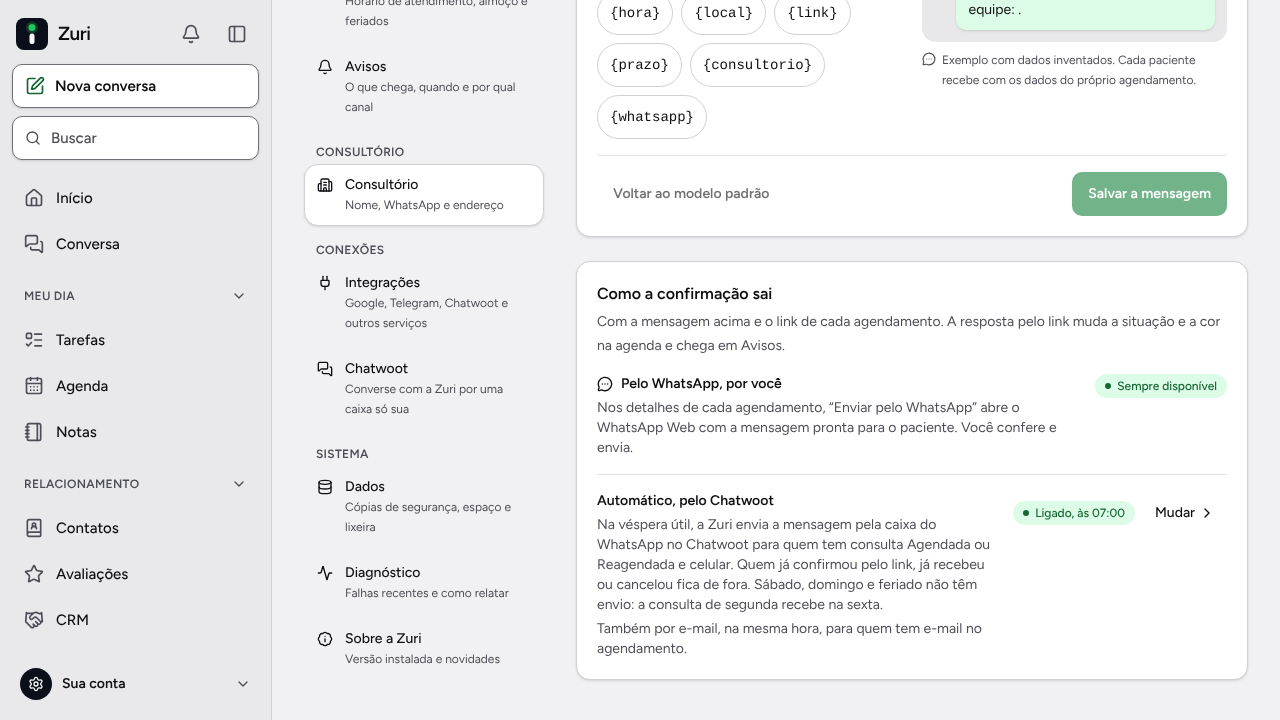 Zuri
Nova conversa
Buscar
Início
Conversa
MEU DIA
Tarefas
Agenda
Notas
RELACIONAMENTO
Contatos
Avaliações
CRM
Sua conta
Horário de atendimento, almoço e
feriados
Avisos
O que chega, quando e por qual
canal
CONSULTÓRIO
Consultório
Nome, WhatsApp e endereço
CONEXÕES
Integrações
Google, Telegram, Chatwoot e
outros serviços
Chatwoot
Converse com a Zuri por uma
caixa só sua
SISTEMA
Dados
Cópias de segurança, espaço e
lixeira
Diagnóstico
Falhas recentes e como relatar
Sobre a Zuri
Versão instalada e novidades
{hora} {local} {link}
{prazo} {consultorio}
{whatsapp}
equipe: .
Exemplo com dados inventados. Cada paciente
recebe com os dados do próprio agendamento.
Voltar ao modelo padrão
Salvar a mensagem
Como a confirmação sai
Com a mensagem acima e o link de cada agendamento. A resposta pelo link muda a situação e a cor
na agenda e chega em Avisos.
Pelo WhatsApp, por você
Sempre disponível
Nos detalhes de cada agendamento, “Enviar pelo WhatsApp” abre o
WhatsApp Web com a mensagem pronta para o paciente. Você confere e
envia.
Automático, pelo Chatwoot
Ligado, às 07:00
Mudar
Na véspera útil, a Zuri envia a mensagem pela caixa do
WhatsApp no Chatwoot para quem tem consulta Agendada ou
Reagendada e celular. Quem já confirmou pelo link, já recebeu
ou cancelou fica de fora. Sábado, domingo e feriado não têm
envio: a consulta de segunda recebe na sexta.
Também por e-mail, na mesma hora, para quem tem e-mail no
agendamento.